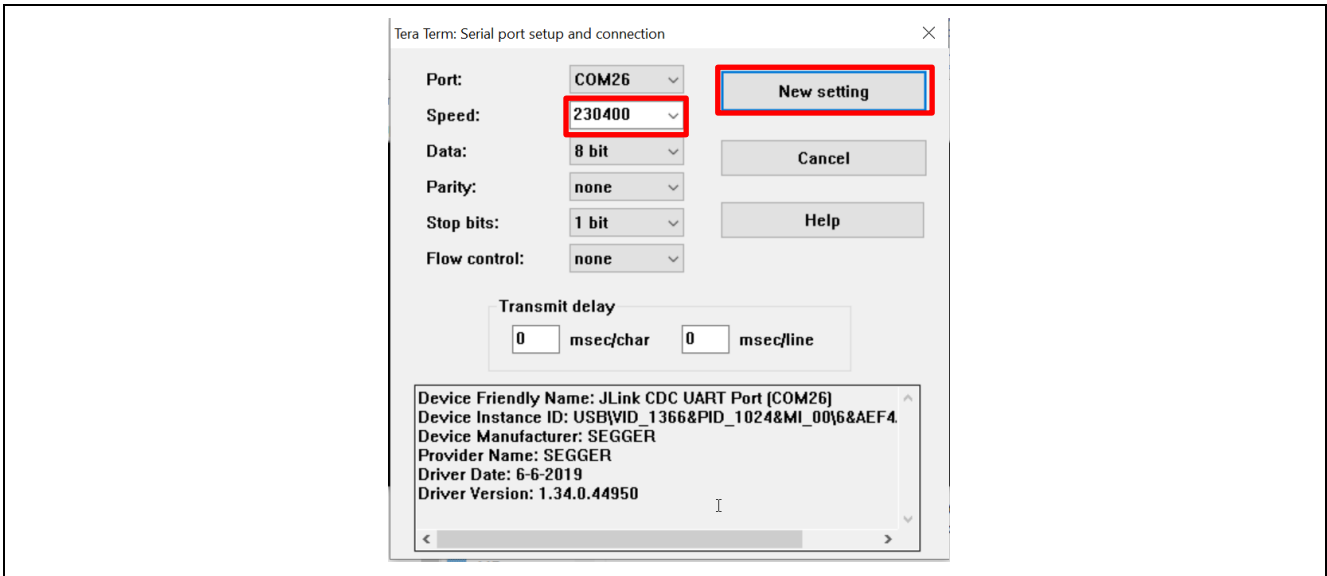 Tera Term: Serial port setup and connection
Port: COM26 New setting
Speed: 230400
Data: 8 bit Cancel
Parity: none
Stop bits: 1 bit Help
Flow control: none
Transmit delay
0 msec/char 0 msec/line
Device Friendly Name: JLink CDC UART Port (COM26)
Device Instance ID: USB\VID_1366&PID_1024&MI_00\6&AEF4
Device Manufacturer: SEGGER
Provider Name: SEGGER
Driver Date: 6-6-2019
Driver Version: 1.34.0.44950